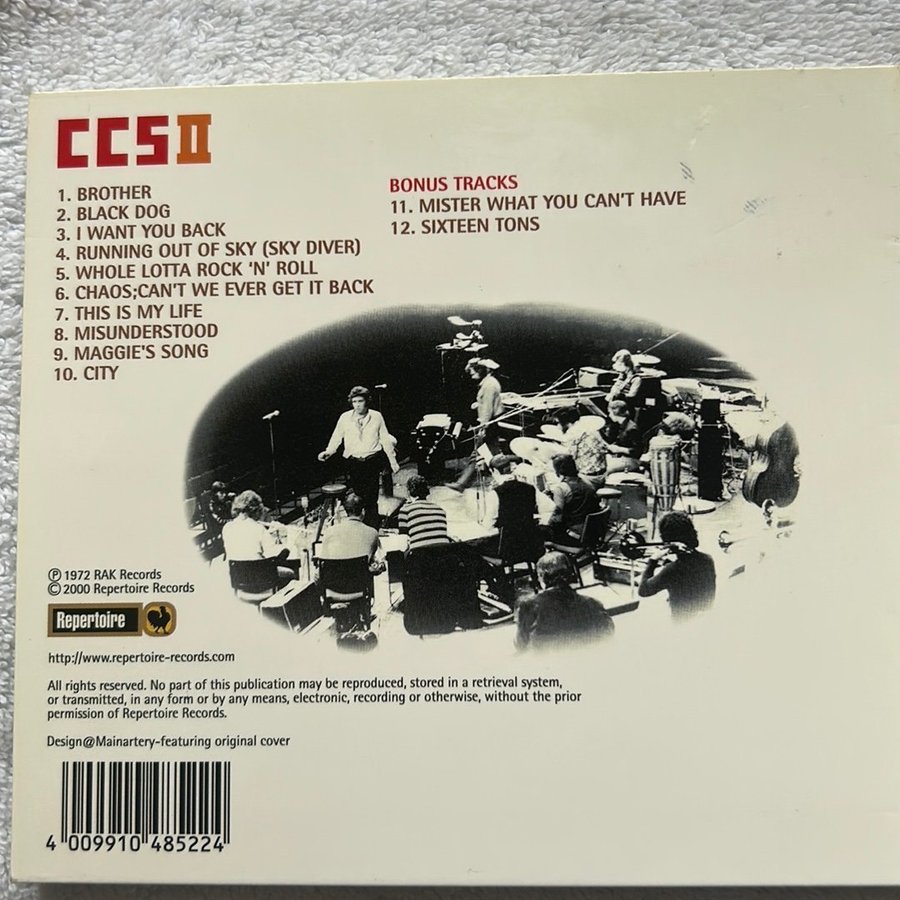 CCSII
1. BROTHER
2. BLACK DOG
3. I WANT YOU BACK
4. RUNNING OUT OF SKY (SKY DIVER)
5. WHOLE LOTTA ROCK 'N' ROLL
6. CHAOS;CAN'T WE EVER GET IT BACK
7. THIS IS MY LIFE
8. MISUNDERSTOOD
9. MAGGIE'S SONG
10. CITY
BONUS TRACKS
11. MISTER WHAT YOU CAN'T HAVE
12. SIXTEEN TONS
℗ 1972 RAK Records
© 2000 Repertoire Records
Repertoire
http://www.repertoire-records.com
All rights reserved. No part of this publication may be reproduced, stored in a retrieval system,
or transmitted, in any form or by any means, electronic, recording or otherwise, without the prior
permission of Repertoire Records.
Design@Mainartery-featuring original cover
4 009910 485224